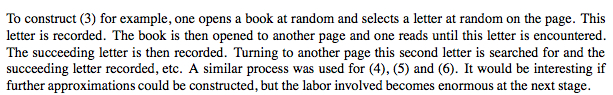 To construct (3) for example, one opens a book at random and selects a letter at random on the page. This
letter is recorded. The book is then opened to another page and one reads until this letter is encountered.
The succeeding letter is then recorded. Turning to another page this second letter is searched for and the
succeeding letter recorded, etc. A similar process was used for (4), (5) and (6). It would be interesting if
further approximations could be constructed, but the labor involved becomes enormous at the next stage.